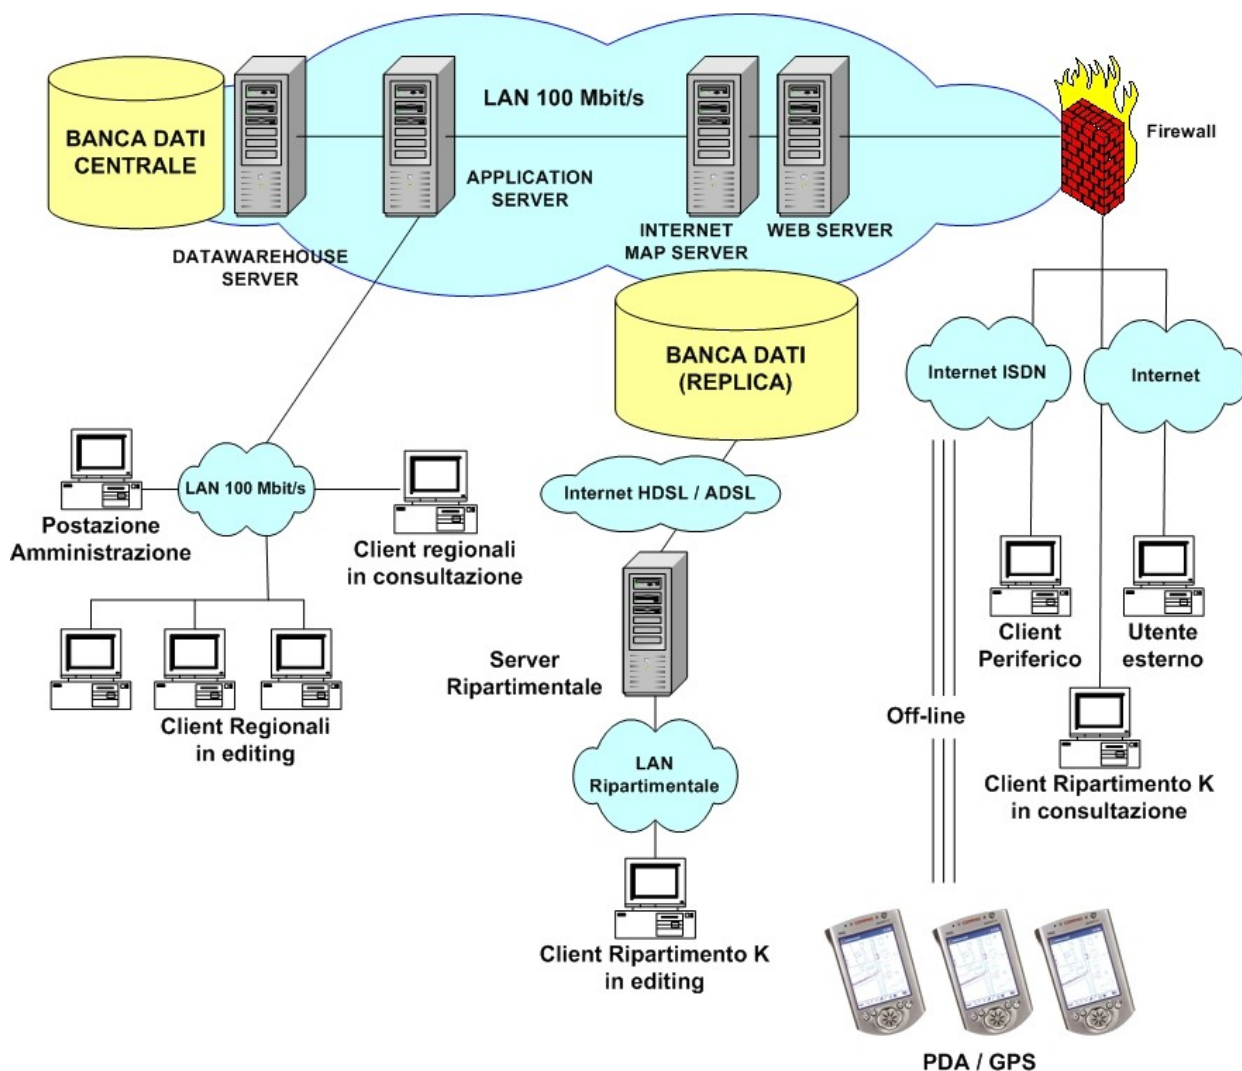 BANCA DATI
CENTRALE
LAN 100 Mbit/s
Firewall
APPLICATION
SERVER
INTERNET
MAP SERVER
WEB SERVER
DATAWAREHOUSE
SERVER
BANCA DATI
(REPLICA)
Internet ISDN
Internet
LAN 100 Mbit/s
Internet HDSL / ADSL
Postazione
Amministrazione
Client regionali
in consultazione
Client
Periferico
Utente
esterno
Server
Ripartimentale
Client Regionali
in editing
Off-line
LAN
Ripartimentale
Client Ripartimento K
in consultazione
Client Ripartimento K
in editing
PDA / GPS